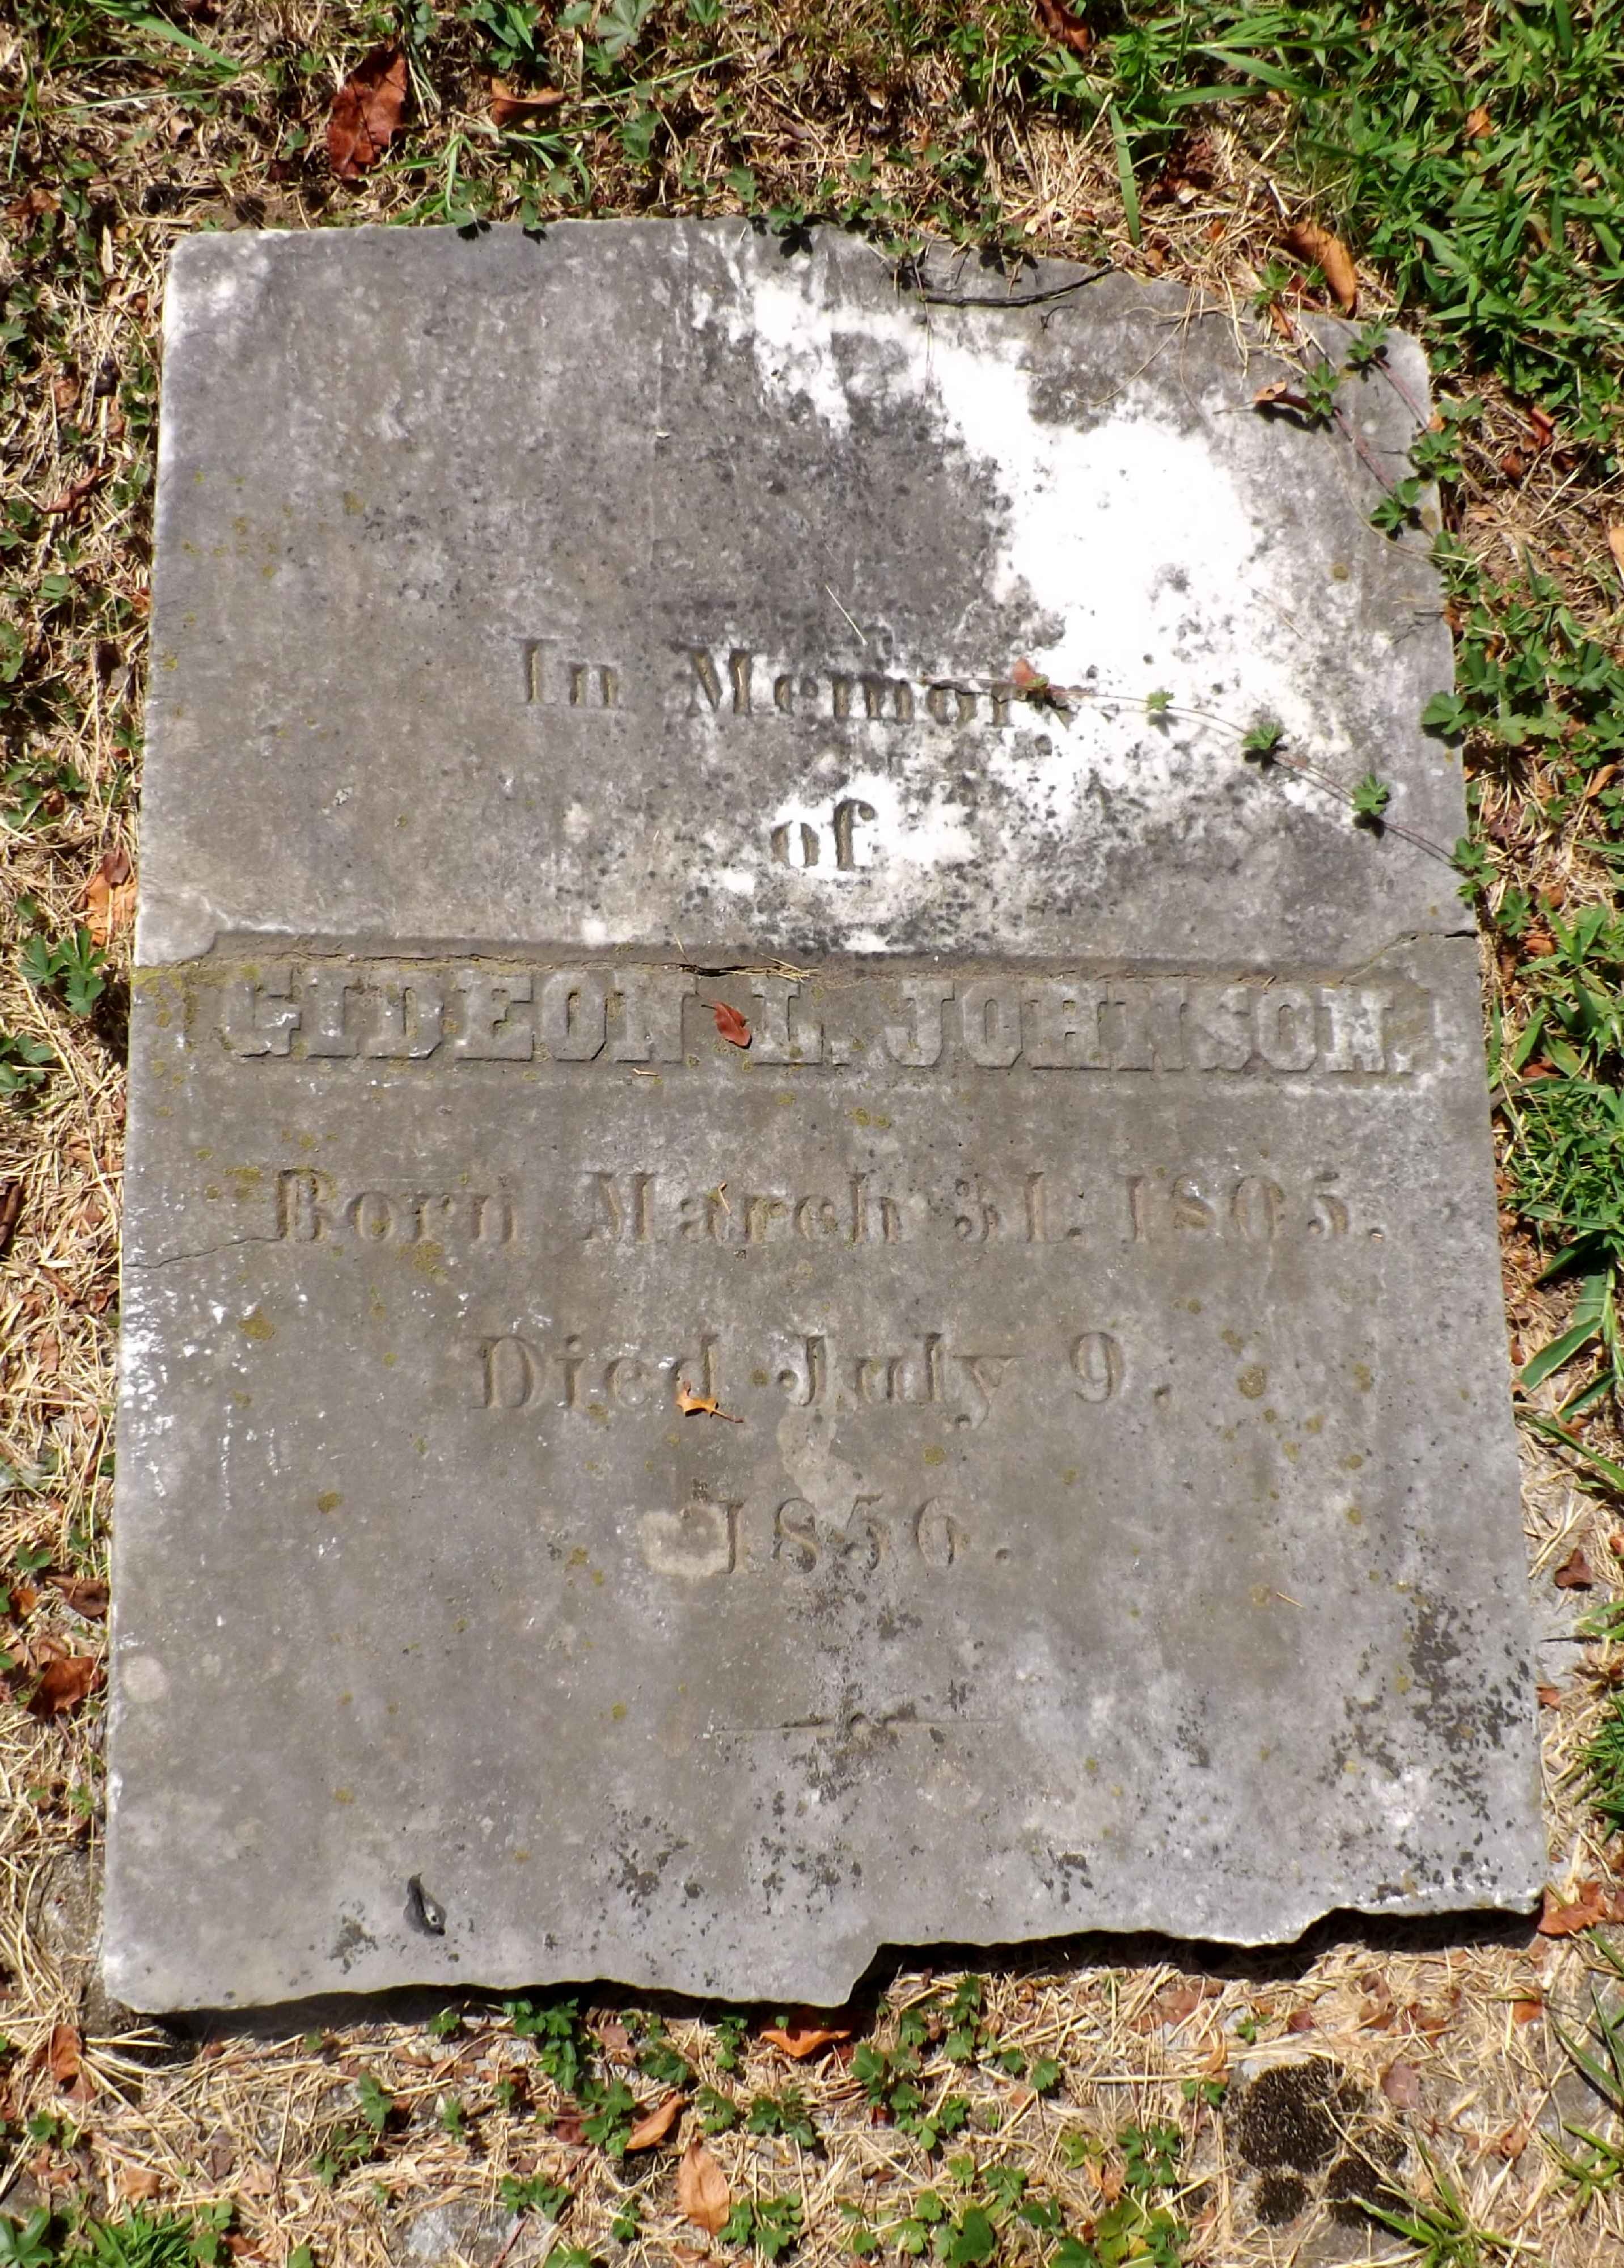 In Memory
of
GIDEON L. JOHNSON.
Born March 31. 1805.
Died July 9.
1856.